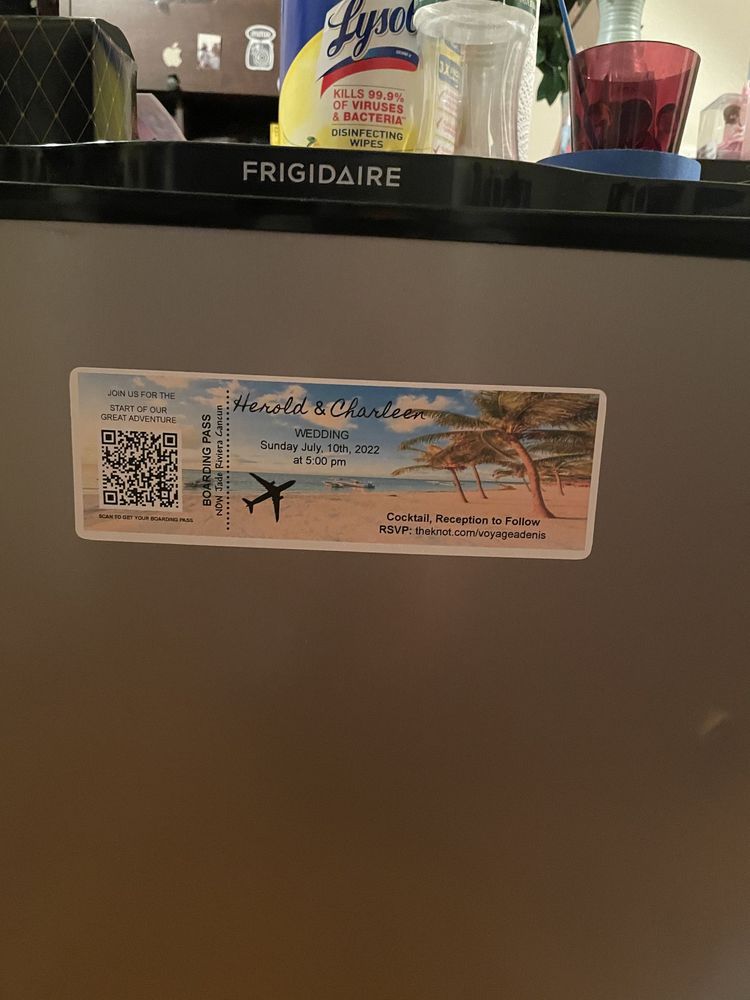 Lysol
KILLS 99.9%
OF VIRUSES
& BACTERIA
DISINFECTING
WIPES
FRIGIDAIRE
JOIN US FOR THE
START OF OUR
GREAT ADVENTURE
SCAN TO GET YOUR BOARDING PASS
BOARDING PASS
NOW Jade Riviera Cancun
Herold & Charleen
WEDDING
Sunday July, 10th, 2022
at 5:00 pm
Cocktail, Reception to Follow
RSVP: theknot.com/voyageadenis